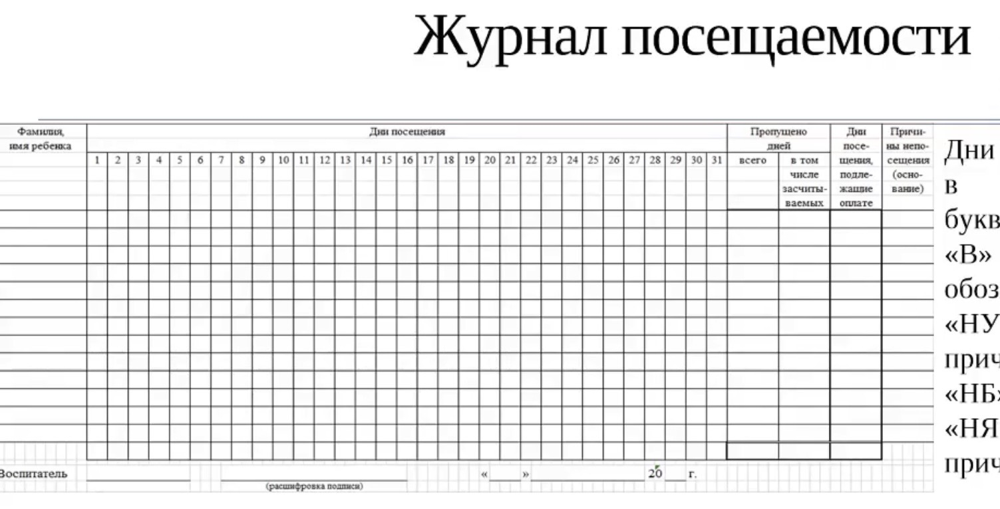 Журнал посещаемости
Фамилия,
имя ребенка
Дни посещения
1 2 3 4 5 6 7 8 9 10 11 12 13 14 15 16 17 18 19 20 21 22 23 24 25 26 27 28 29 30 31
Пропущено
дней
всего
в том
числе
засчиты-
ваемых
Дни
посе-
щения,
подле-
жащие
оплате
Причи-
ны непо-
сещения
(осно-
вание)
Дни
в
букв
«В»
обоз
«НУ
прич
«НБ»
«НЯ
прич
Воспитатель
«___»
20 ___ г.
(расшифровка подписи)